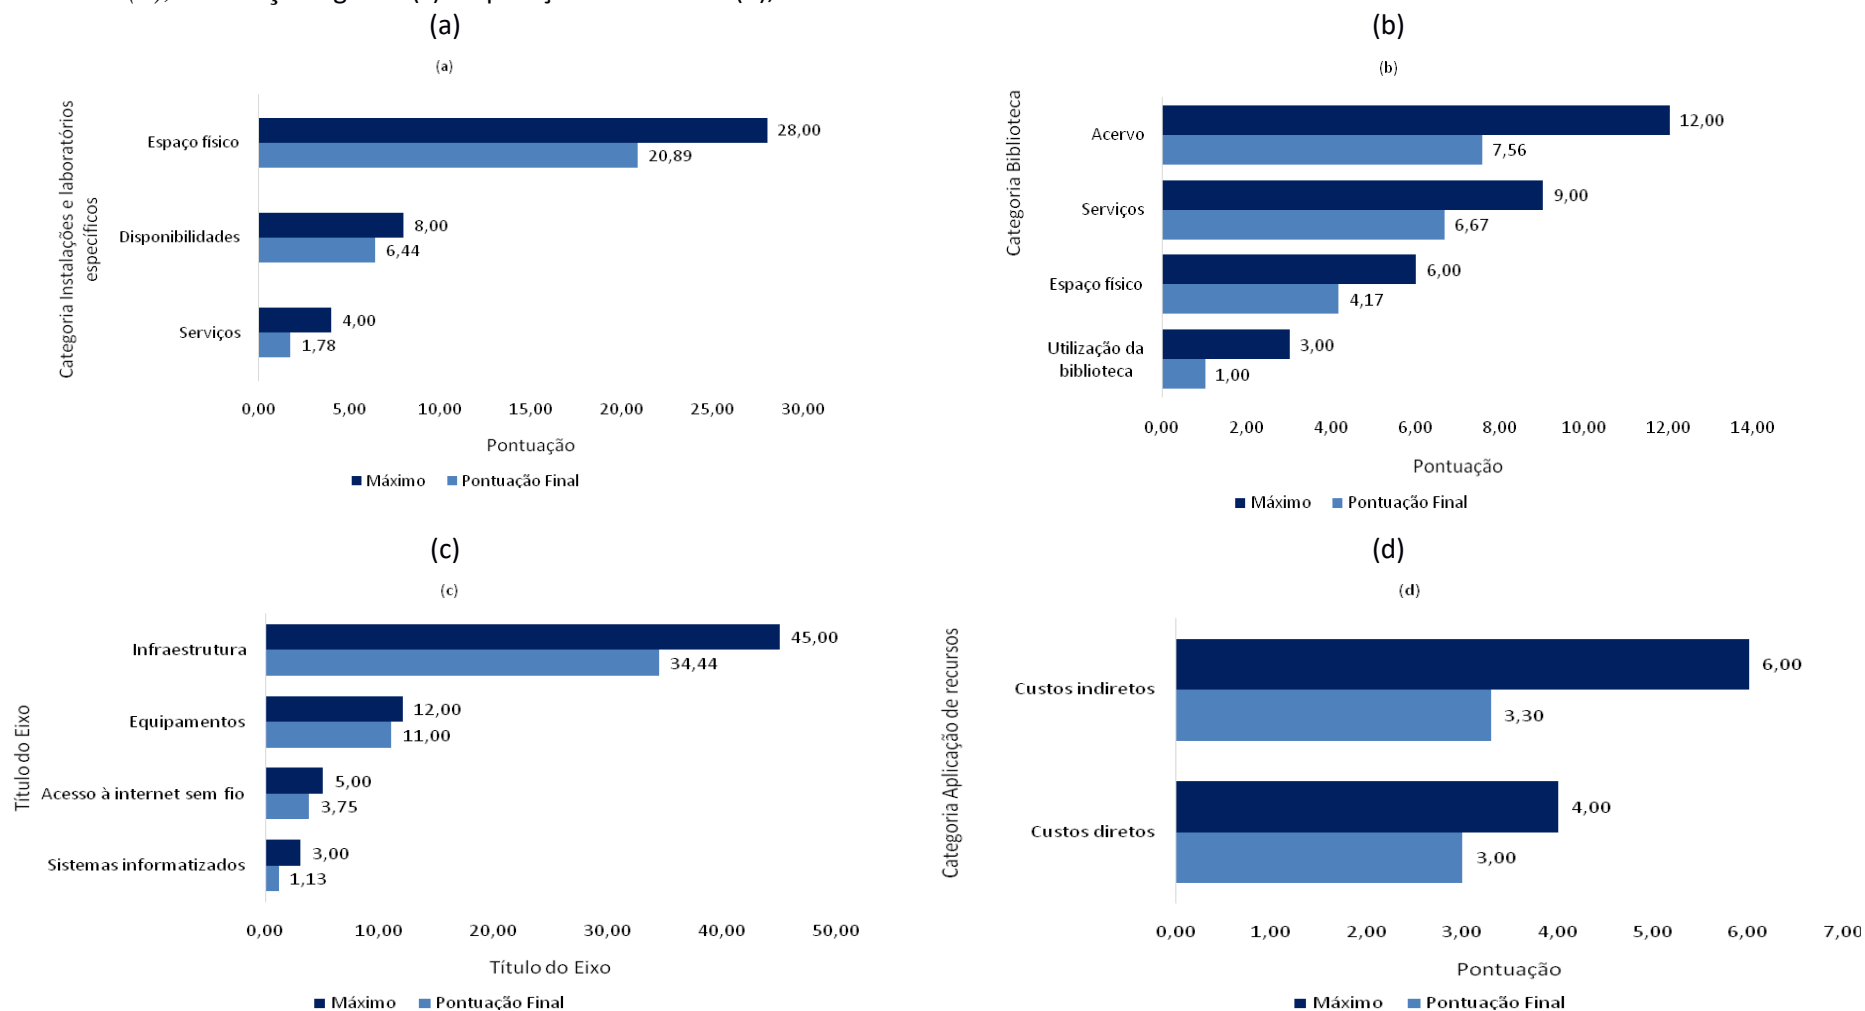 (a)
(a)
Categoria Instalações e laboratórios
específicos
Espaço físico
28,00
20,89
Disponibilidades
8,00
6,44
Serviços
4,00
1,78
0,00 5,00 10,00 15,00 20,00 25,00 30,00
Pontuação
Máximo Pontuação Final
(b)
(b)
Categoria Biblioteca
Acervo
12,00
7,56
Serviços
9,00
6,67
Espaço físico
6,00
4,17
Utilização da
biblioteca
3,00
1,00
0,00 2,00 4,00 6,00 8,00 10,00 12,00 14,00
Pontuação
Máximo Pontuação Final
(c)
(c)
Título do Eixo
Infraestrutura
45,00
34,44
Equipamentos
12,00
11,00
Acesso à internet sem fio
5,00
3,75
Sistemas informatizados
3,00
1,13
0,00 10,00 20,00 30,00 40,00 50,00
Título do Eixo
Máximo Pontuação Final
(d)
(d)
Categoria Aplicação de recursos
Custos indiretos
6,00
3,30
Custos diretos
4,00
3,00
0,00 1,00 2,00 3,00 4,00 5,00 6,00 7,00
Pontuação
Máximo Pontuação Final